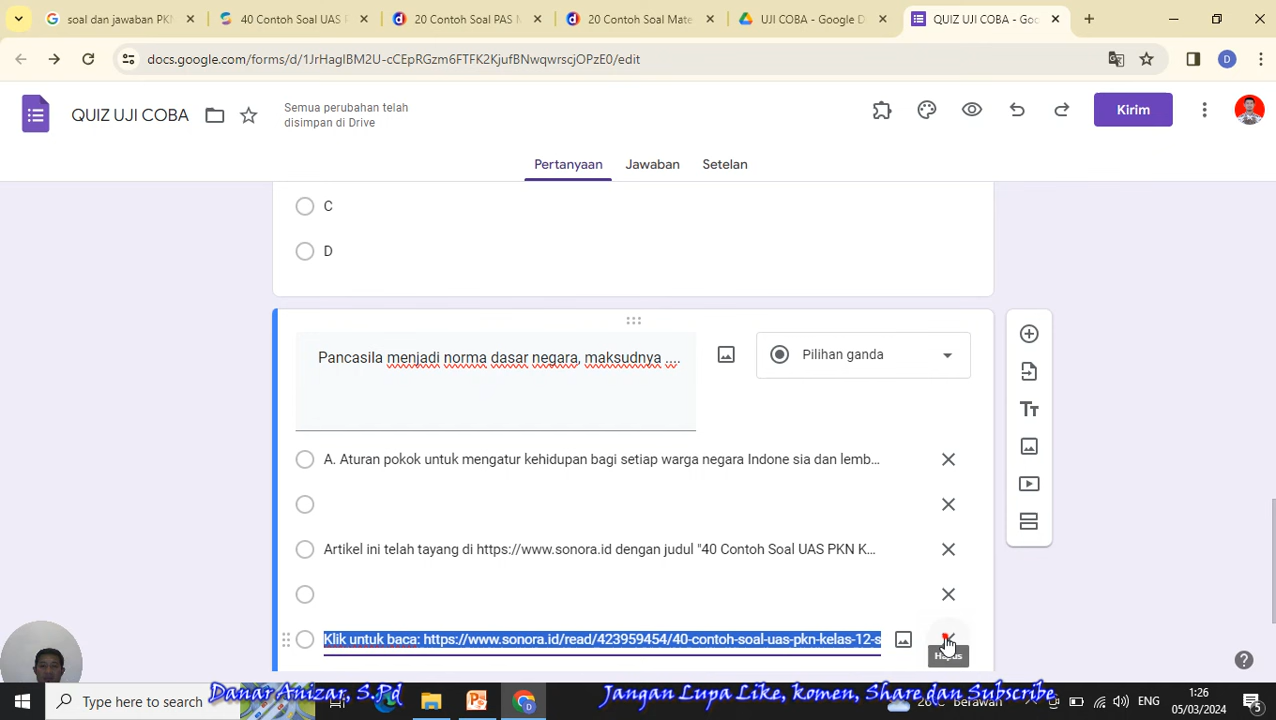 soal dan jawaban PKN
40 Contoh Soal UAS P
20 Contoh Soal PAS M
20 Contoh Soal Mate
UJI COBA - Google D
QUIZ UJI COBA - Goo
docs.google.com/forms/d/1JrHagIBM2U-cCEpRGzm6FTFK2KjufBNwqwrscjOPzE0/edit
D
QUIZ UJI COBA
Semua perubahan telah
disimpan di Drive
Kirim
Pertanyaan
Jawaban
Setelan
C
D
Pancasila menjadi norma dasar negara, maksudnya ....
Pilihan ganda
A. Aturan pokok untuk mengatur kehidupan bagi setiap warga negara Indone sia dan lemb...
Artikel ini telah tayang di https://www.sonora.id dengan judul "40 Contoh Soal UAS PKN K...
Klik untuk baca: https://www.sonora.id/read/423959454/40-contoh-soal-uas-pkn-kelas-12-s
Hapus
Type here to search
Danar Anizar, S.Pd
Jangan Lupa Like, komen, Share dan Subscribe
Berawan
ENG
1:26
05/03/2024
5